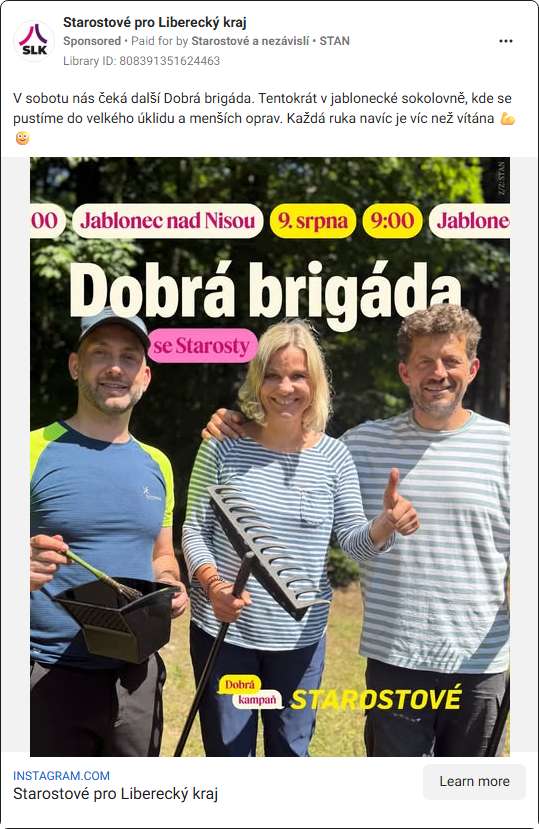 Starostové pro Liberecký kraj
Sponsored • Paid for by Starostové a nezávislí • STAN
Library ID: 808391351624463
SLK
V sobotu nás čeká další Dobrá brigáda. Tentokrát v jablonecké sokolovně, kde se
pustíme do velkého úklidu a menších oprav. Každá ruka navíc je víc než vítána 💪
😳
Z/Z:STAN
00 Jablonec nad Nisou 9. srpna 9:00 Jablone
Dobrá brigáda
se Starosty
Dobrá
kampaň
STAROSTOVÉ
INSTAGRAM.COM
Starostové pro Liberecký kraj
Learn more